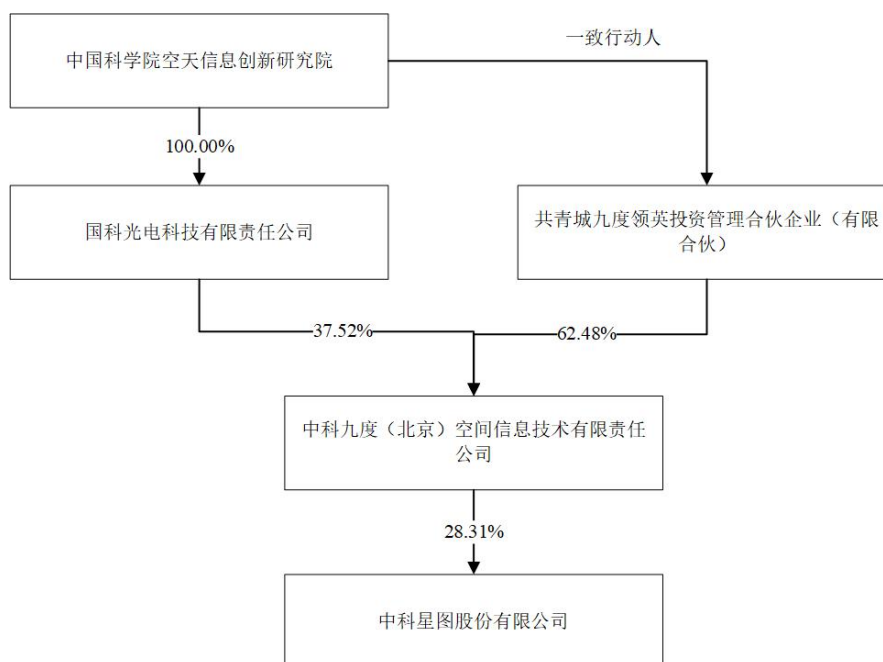 一致行动人
中国科学院空天信息创新研究院
100.00%
国科光电科技有限责任公司
共青城九度领英投资管理合伙企业（有限
合伙）
37.52%
62.48%
中科九度（北京）空间信息技术有限责任
公司
28.31%
中科星图股份有限公司